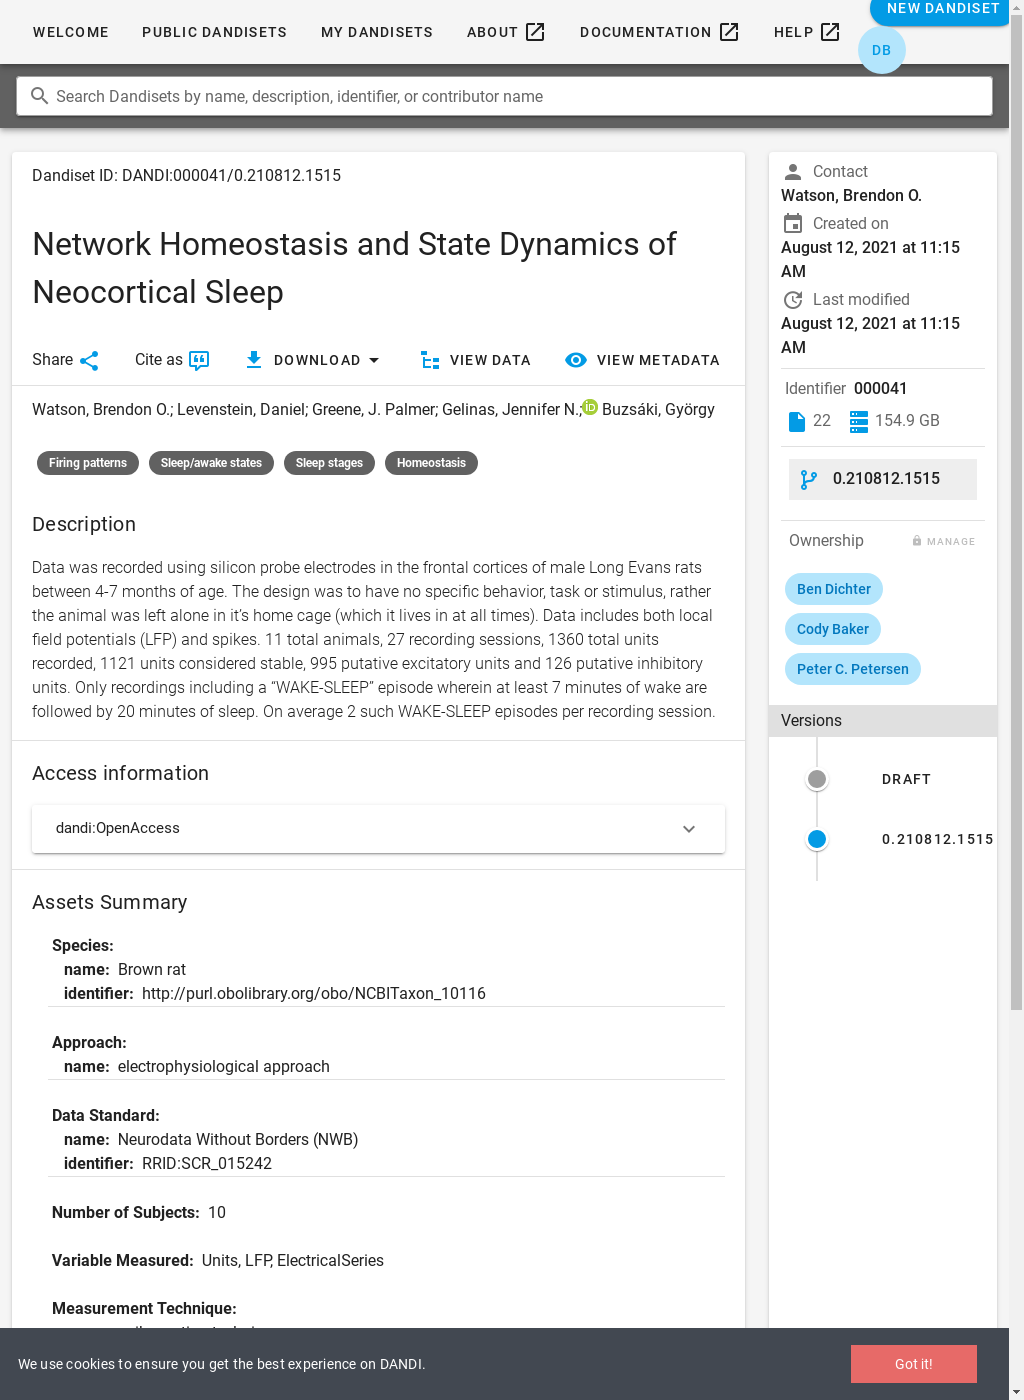 WELCOME PUBLIC DANDISETS MY DANDISETS ABOUT DOCUMENTATION HELP NEW DANDISET
DB
Search Dandisets by name, description, identifier, or contributor name
Dandiset ID: DANDI:000041/0.210812.1515
Network Homeostasis and State Dynamics of
Neocortical Sleep
Share Cite as DOWNLOAD VIEW DATA VIEW METADATA
Watson, Brendon O.; Levenstein, Daniel; Greene, J. Palmer; Gelinas, Jennifer N.; iD Buzsáki, György
Firing patterns Sleep/awake states Sleep stages Homeostasis
Description
Data was recorded using silicon probe electrodes in the frontal cortices of male Long Evans rats
between 4-7 months of age. The design was to have no specific behavior, task or stimulus, rather
the animal was left alone in it’s home cage (which it lives in at all times). Data includes both local
field potentials (LFP) and spikes. 11 total animals, 27 recording sessions, 1360 total units
recorded, 1121 units considered stable, 995 putative excitatory units and 126 putative inhibitory
units. Only recordings including a “WAKE-SLEEP” episode wherein at least 7 minutes of wake are
followed by 20 minutes of sleep. On average 2 such WAKE-SLEEP episodes per recording session.
Access information
dandi:OpenAccess
Assets Summary
Species:
name: Brown rat
identifier: http://purl.obolibrary.org/obo/NCBITaxon_10116
Approach:
name: electrophysiological approach
Data Standard:
name: Neurodata Without Borders (NWB)
identifier: RRID:SCR_015242
Number of Subjects: 10
Variable Measured: Units, LFP, ElectricalSeries
Measurement Technique:
Contact
Watson, Brendon O.
Created on
August 12, 2021 at 11:15
AM
Last modified
August 12, 2021 at 11:15
AM
Identifier 000041
22 154.9 GB
0.210812.1515
Ownership MANAGE
Ben Dichter
Cody Baker
Peter C. Petersen
Versions
DRAFT
0.210812.1515
We use cookies to ensure you get the best experience on DANDI.
Got it!